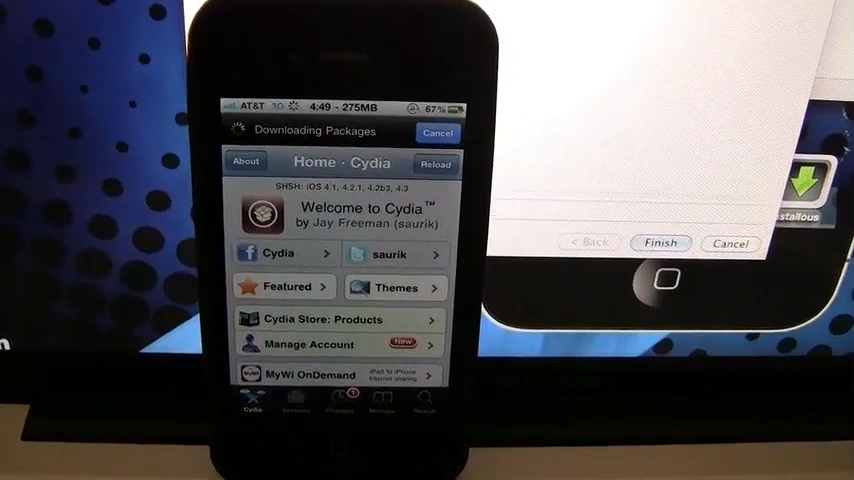 AT&T 3G 4:49 - 275MB 67%
Downloading Packages Cancel
About Home · Cydia Reload
SHSH: iOS 4.1, 4.2.1, 4.2b3, 4.3
Welcome to Cydia™
by Jay Freeman (saurik)
Cydia saurik
Featured Themes
Cydia Store: Products
Manage Account New
MyWi OnDemand iPad to iPhone
Internet sharing
Cydia Sections Changes Manage Search
stallous
< Back Finish Cancel